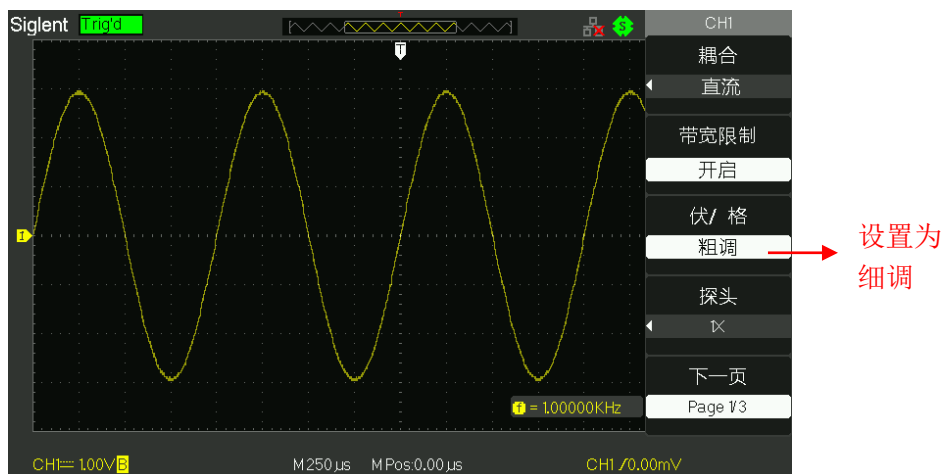 Siglent Trig'd
T
S
CH1
耦合
直流
带宽限制
开启
伏/ 格
粗调
设置为
细调
探头
1X
下一页
Page 1/3
1
f = 1.00000KHz
CH1 1.00V B
M 250μs M Pos:0.00μs
CH1 /0.00mV